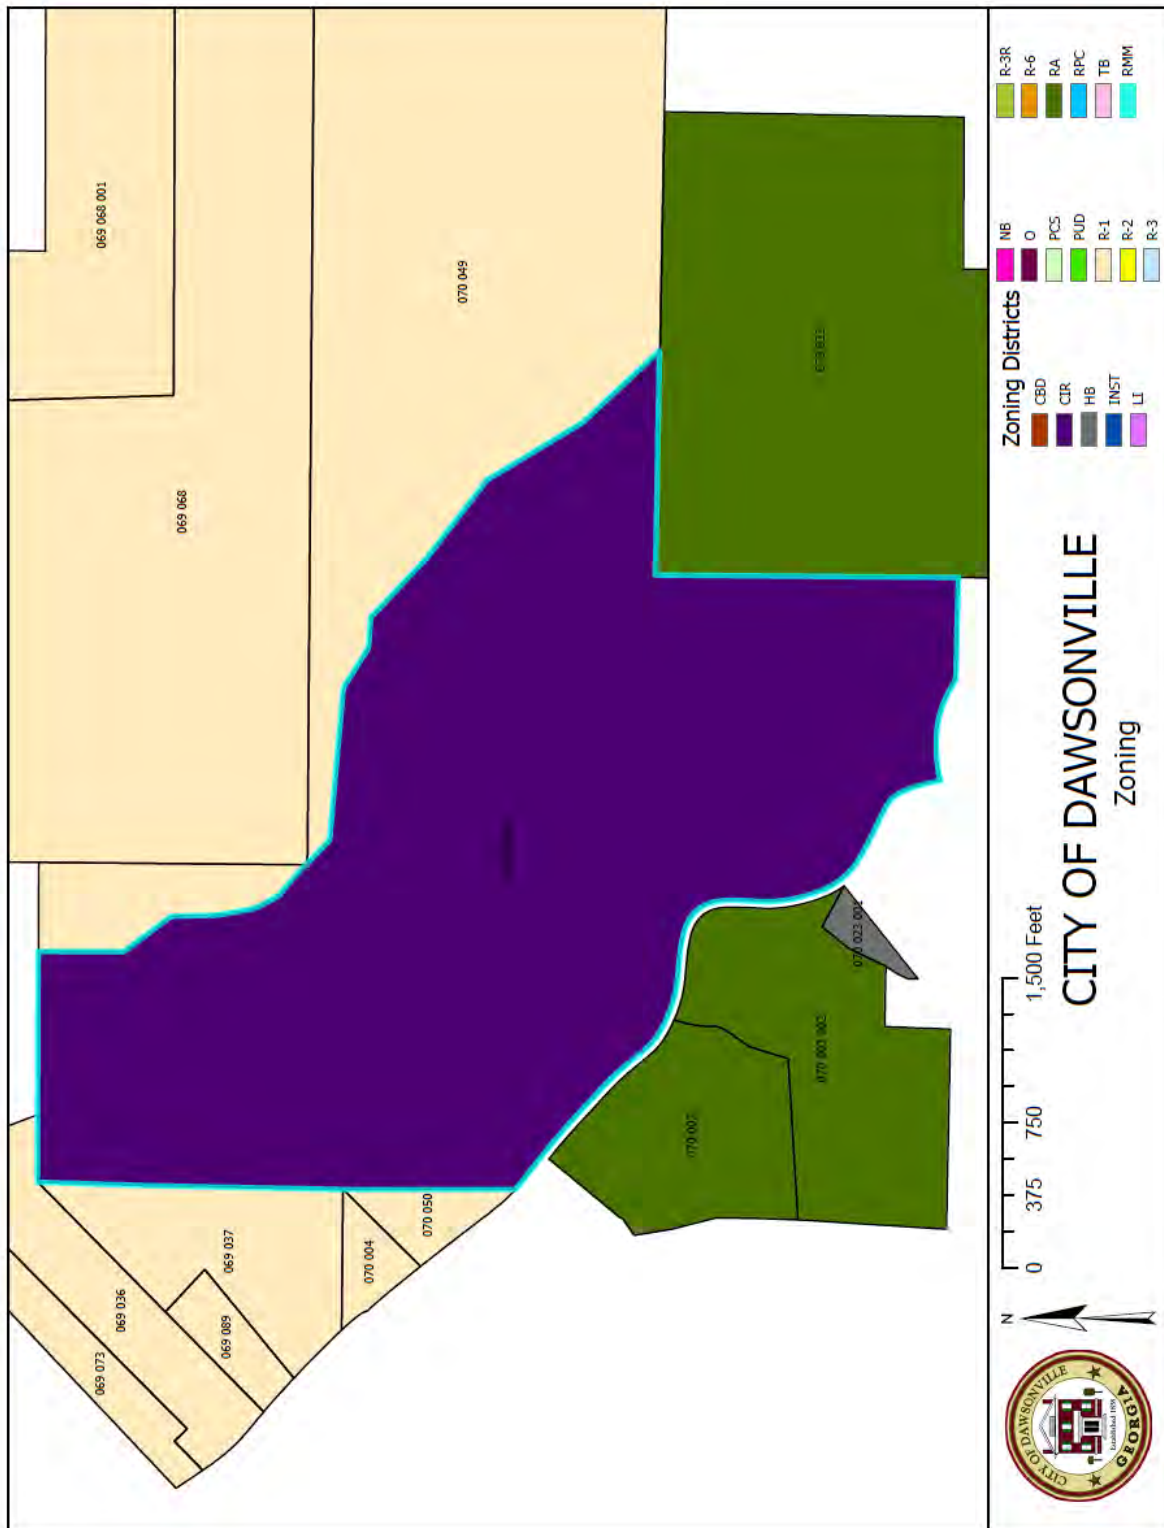 069 073
069 068 001
069 036
069 068
069 089
069 037
070 004
070 050
070 049
070 007
070 023 001
N
0 375 750 1,500 Feet
CITY OF DAWSONVILLE
Zoning
Zoning Districts
CBD
CIR
HB
INST
LI
NB
O
PCS
PUD
R-1
R-2
R-3
R-3R
R-6
RA
RPC
TB
RMM
CITY OF DAWSONVILLE
Established 1859
GEORGIA